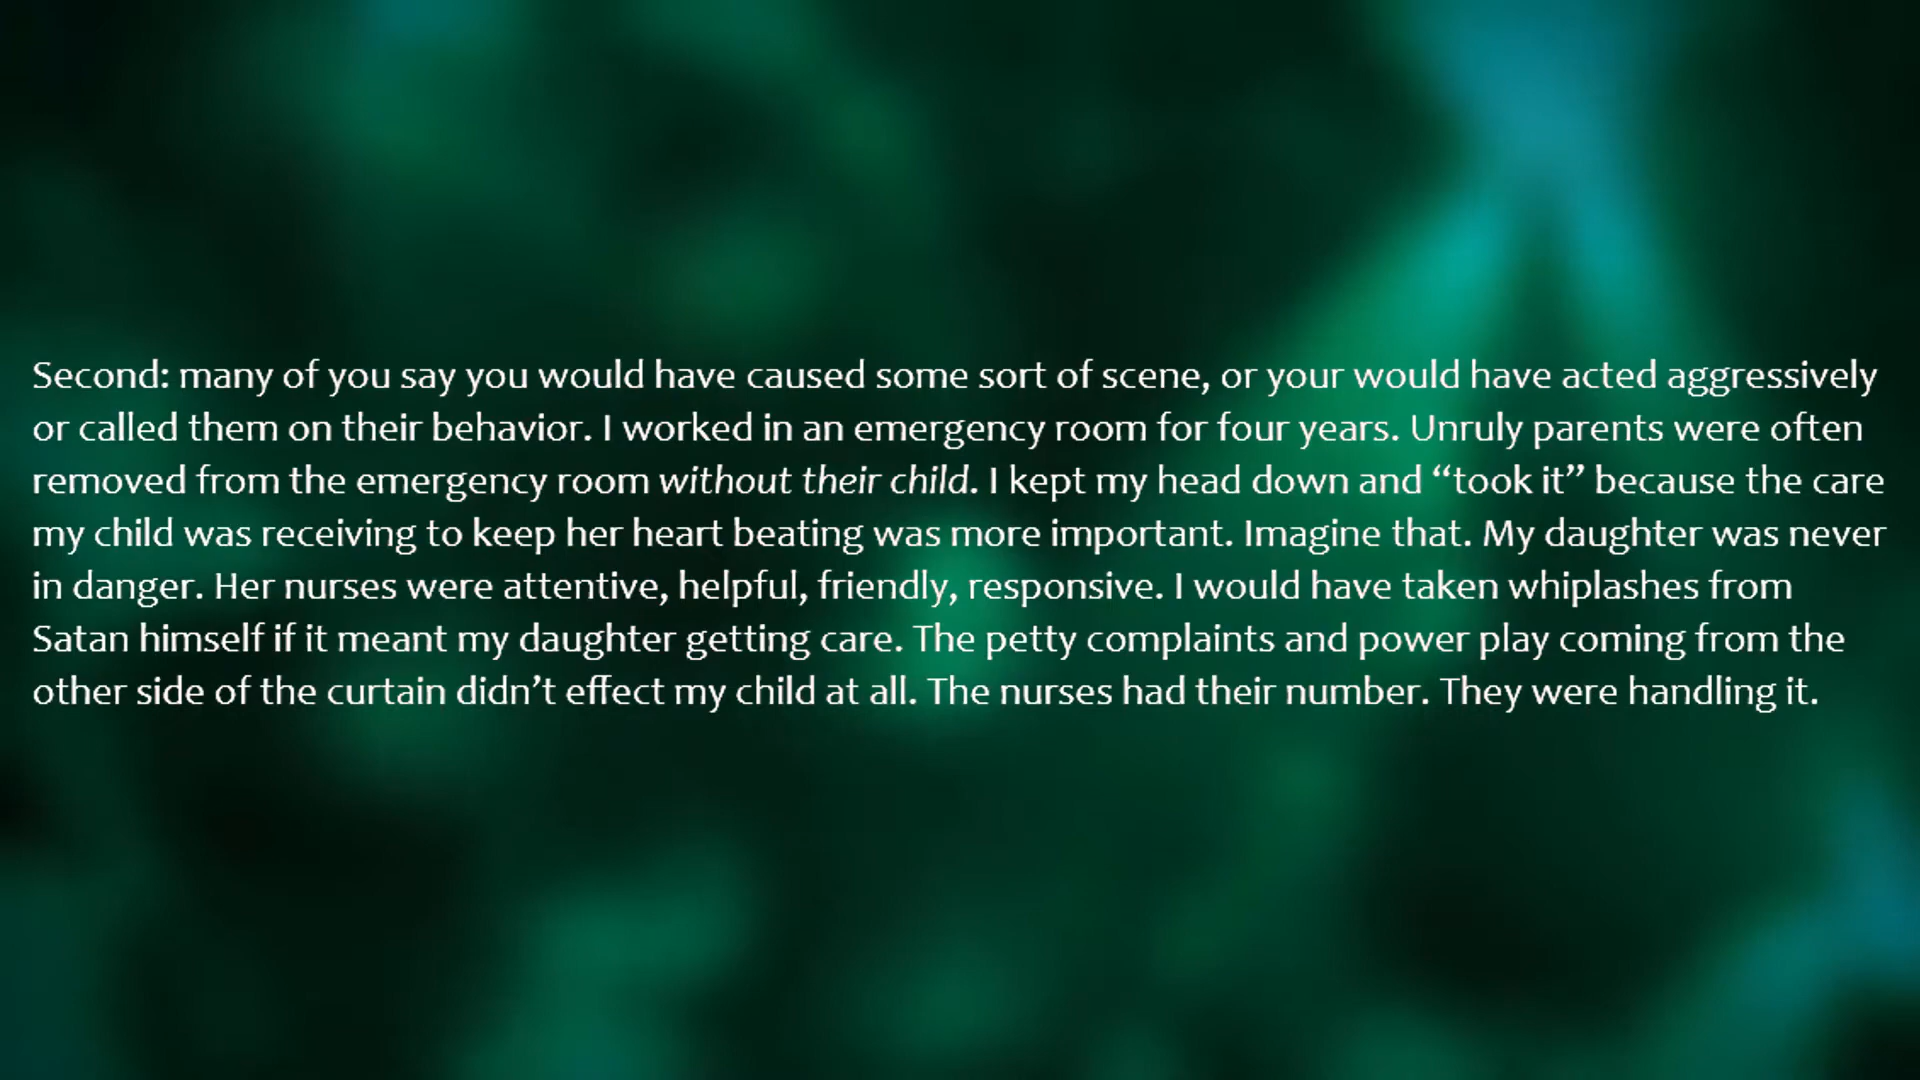 Second: many of you say you would have caused some sort of scene, or your would have acted aggressively
or called them on their behavior. I worked in an emergency room for four years. Unruly parents were often
removed from the emergency room without their child. I kept my head down and “took it” because the care
my child was receiving to keep her heart beating was more important. Imagine that. My daughter was never
in danger. Her nurses were attentive, helpful, friendly, responsive. I would have taken whiplashes from
Satan himself if it meant my daughter getting care. The petty complaints and power play coming from the
other side of the curtain didn’t effect my child at all. The nurses had their number. They were handling it.